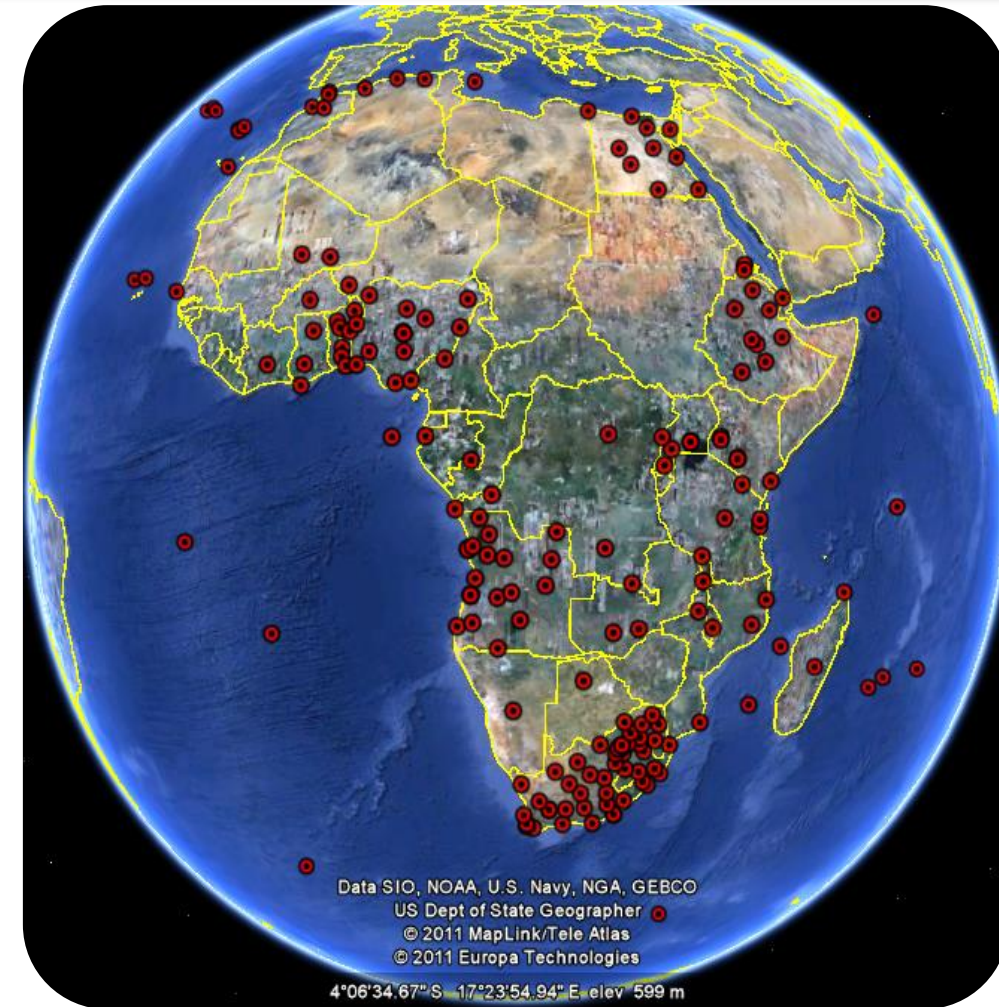 Data SIO, NOAA, U.S. Navy, NGA, GEBCO
US Dept of State Geographer
© 2011 MapLink/Tele Atlas
© 2011 Europa Technologies
4°06'34.67" S 17°23'54.94" E elev 599 m